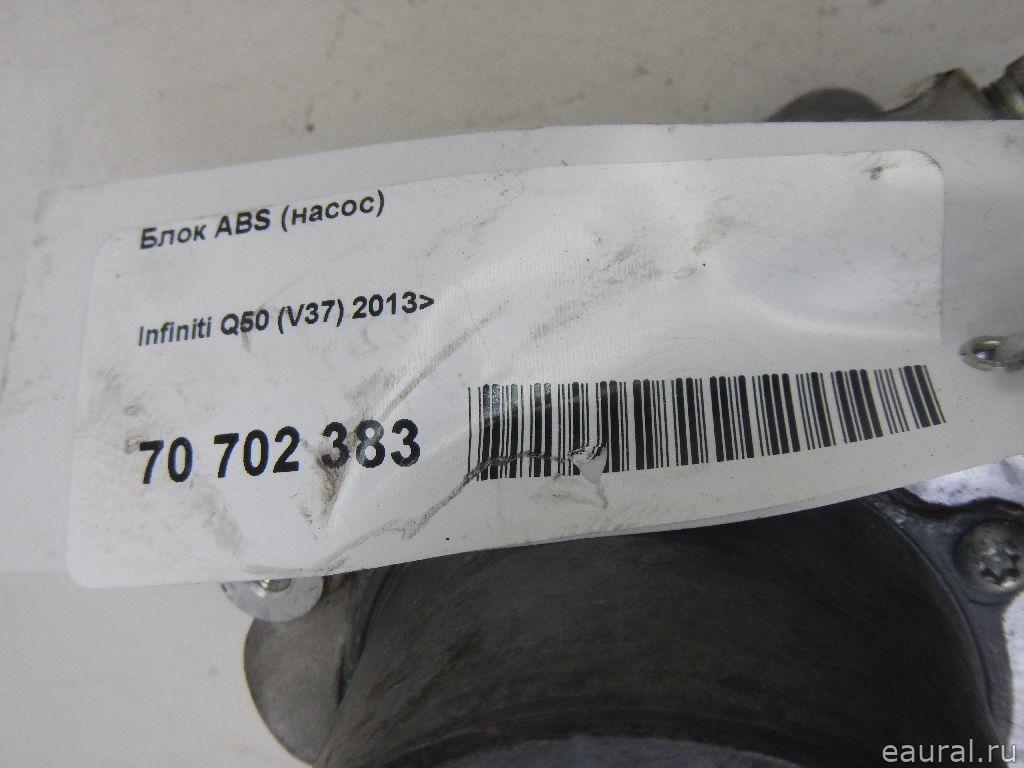 Блок ABS (насос)
Infiniti Q50 (V37) 2013>
70 702 383
eaural.ru